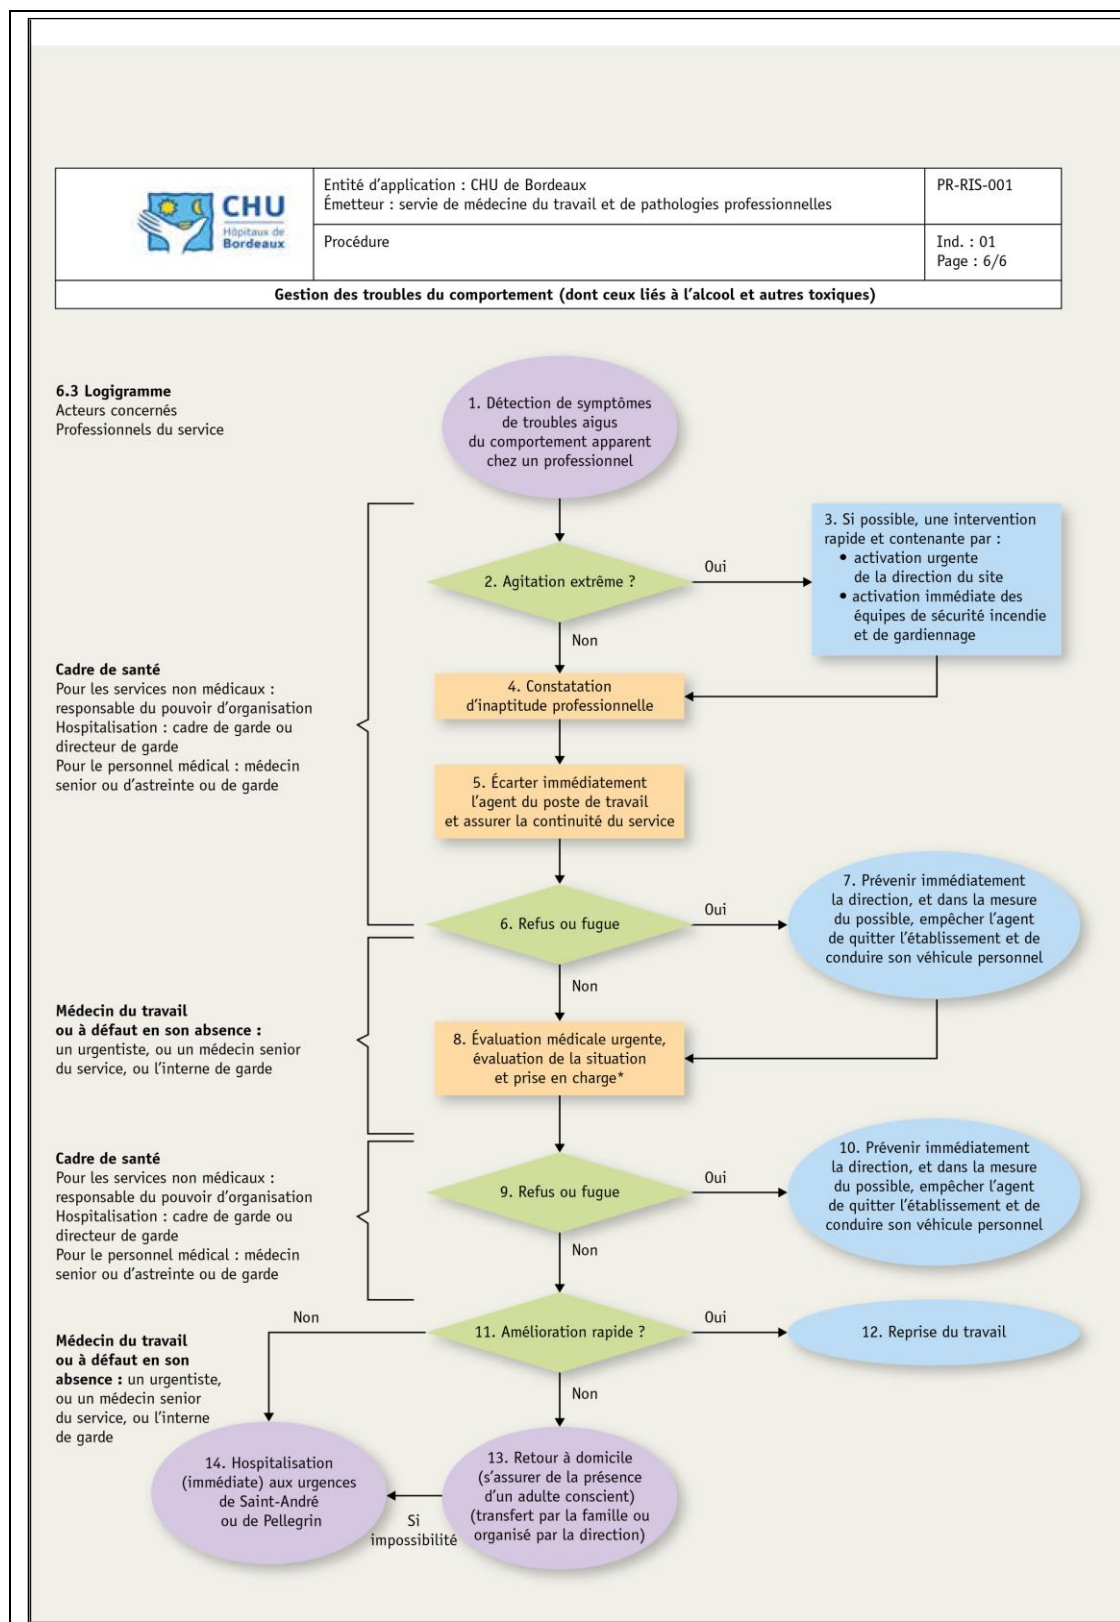 CHU
Hôpitaux de
Bordeaux
Entité d'application : CHU de Bordeaux
Émetteur : servie de médecine du travail et de pathologies professionnelles
PR-RIS-001
Procédure
Ind. : 01
Page : 6/6
Gestion des troubles du comportement (dont ceux liés à l'alcool et autres toxiques)
6.3 Logigramme
Acteurs concernés
Professionnels du service
1. Détection de symptômes
de troubles aigus
du comportement apparent
chez un professionnel
2. Agitation extrême ?
Oui
3. Si possible, une intervention
rapide et contenante par :
• activation urgente
de la direction du site
• activation immédiate des
équipes de sécurité incendie
et de gardiennage
Non
Cadre de santé
Pour les services non médicaux :
responsable du pouvoir d'organisation
Hospitalisation : cadre de garde ou
directeur de garde
Pour le personnel médical : médecin
senior ou d'astreinte ou de garde
4. Constatation
d'inaptitude professionnelle
5. Écarter immédiatement
l'agent du poste de travail
et assurer la continuité du service
6. Refus ou fugue
Oui
7. Prévenir immédiatement
la direction, et dans la mesure
du possible, empêcher l'agent
de quitter l'établissement et de
conduire son véhicule personnel
Non
Médecin du travail
ou à défaut en son absence :
un urgentiste, ou un médecin senior
du service, ou l'interne de garde
8. Évaluation médicale urgente,
évaluation de la situation
et prise en charge*
Cadre de santé
Pour les services non médicaux :
responsable du pouvoir d'organisation
Hospitalisation : cadre de garde ou
directeur de garde
Pour le personnel médical : médecin
senior ou d'astreinte ou de garde
9. Refus ou fugue
Oui
10. Prévenir immédiatement
la direction, et dans la mesure
du possible, empêcher l'agent
de quitter l'établissement et de
conduire son véhicule personnel
Non
Médecin du travail
ou à défaut en son
absence : un urgentiste,
ou un médecin senior
du service, ou l'interne
de garde
Non
11. Amélioration rapide ?
Oui
12. Reprise du travail
Non
14. Hospitalisation
(immédiate) aux urgences
de Saint-André
ou de Pellegrin
Si
impossibilité
13. Retour à domicile
(s'assurer de la présence
d'un adulte conscient)
(transfert par la famille ou
organisé par la direction)